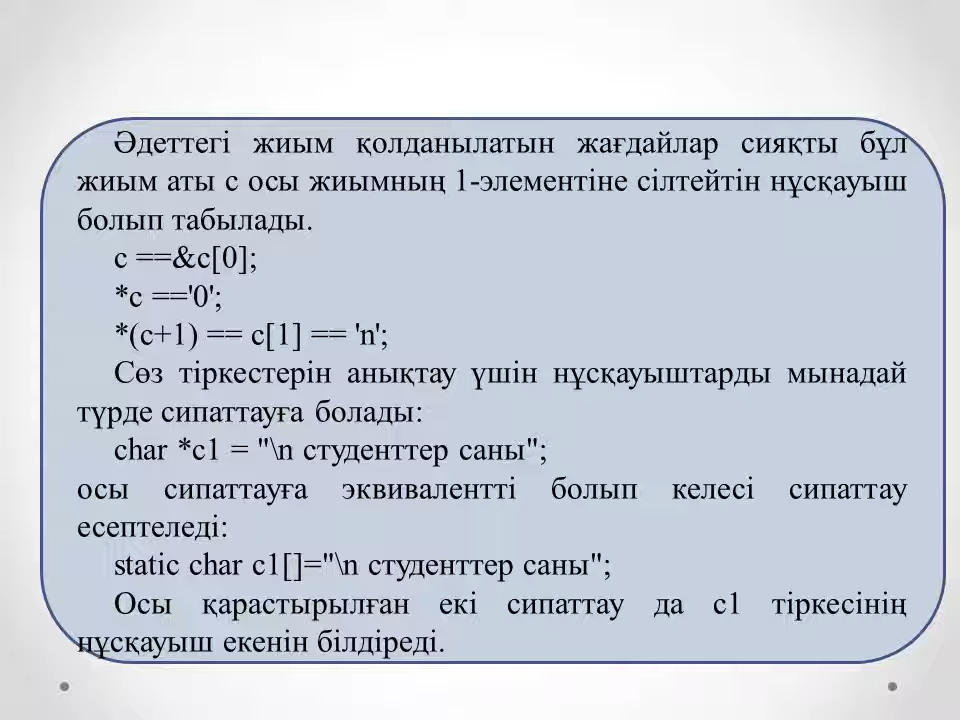 Әдеттегі жиым қолданылатын жағдайлар сияқты бұл
жиым аты с осы жиымның 1-элементіне сілтейтін нұсқауыш
болып табылады.
c ==&c[0];
*c =='0';
*(c+1) == c[1] == 'n';
Сөз тіркестерін анықтау үшін нұсқауыштарды мынадай
түрде сипаттауға болады:
char *c1 = "\n студенттер саны";
осы сипаттауға эквивалентті болып келесі сипаттау
есептеледі:
static char c1[]="\n студенттер саны";
Осы қарастырылған екі сипаттау да с1 тіркесінің
нұсқауыш екенін білдіреді.